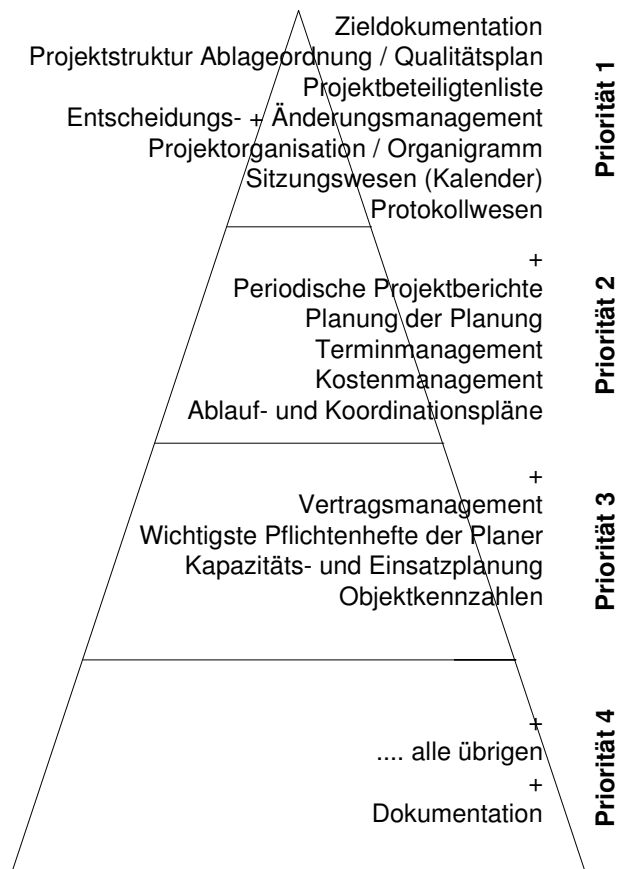 Zieldokumentation
Projektstruktur Ablageordnung / Qualitätsplan
Projektbeteiligtenliste
Entscheidungs- + Änderungsmanagement
Projektorganisation / Organigramm
Sitzungswesen (Kalender)
Protokollwesen
Priorität 1
+
Periodische Projektberichte
Planung der Planung
Terminmanagement
Kostenmanagement
Ablauf- und Koordinationspläne
Priorität 2
+
Vertragsmanagement
Wichtigste Pflichtenhefte der Planer
Kapazitäts- und Einsatzplanung
Objektkennzahlen
Priorität 3
+
.... alle übrigen
+
Dokumentation
Priorität 4